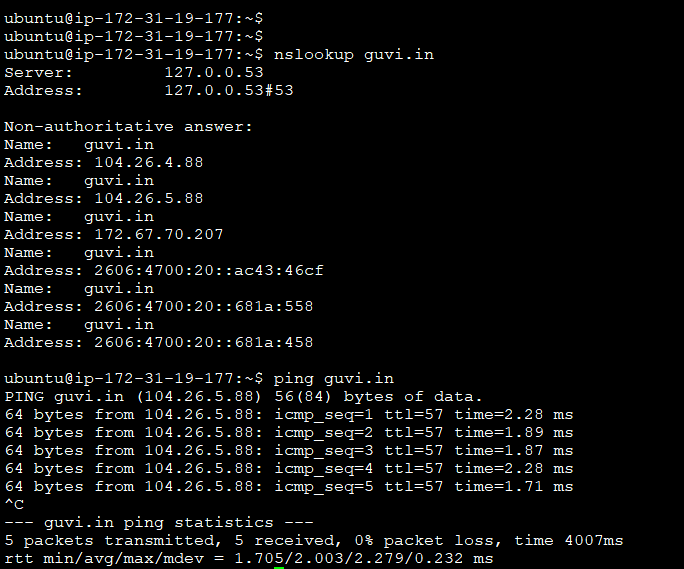 ubuntu@ip-172-31-19-177:~$
ubuntu@ip-172-31-19-177:~$
ubuntu@ip-172-31-19-177:~$ nslookup guvi.in
Server:         127.0.0.53
Address:        127.0.0.53#53

Non-authoritative answer:
Name:   guvi.in
Address: 104.26.4.88
Name:   guvi.in
Address: 104.26.5.88
Name:   guvi.in
Address: 172.67.70.207
Name:   guvi.in
Address: 2606:4700:20::ac43:46cf
Name:   guvi.in
Address: 2606:4700:20::681a:558
Name:   guvi.in
Address: 2606:4700:20::681a:458

ubuntu@ip-172-31-19-177:~$ ping guvi.in
PING guvi.in (104.26.5.88) 56(84) bytes of data.
64 bytes from 104.26.5.88: icmp_seq=1 ttl=57 time=2.28 ms
64 bytes from 104.26.5.88: icmp_seq=2 ttl=57 time=1.89 ms
64 bytes from 104.26.5.88: icmp_seq=3 ttl=57 time=1.87 ms
64 bytes from 104.26.5.88: icmp_seq=4 ttl=57 time=2.28 ms
64 bytes from 104.26.5.88: icmp_seq=5 ttl=57 time=1.71 ms
^C
--- guvi.in ping statistics ---
5 packets transmitted, 5 received, 0% packet loss, time 4007ms
rtt min/avg/max/mdev = 1.705/2.003/2.279/0.232 ms